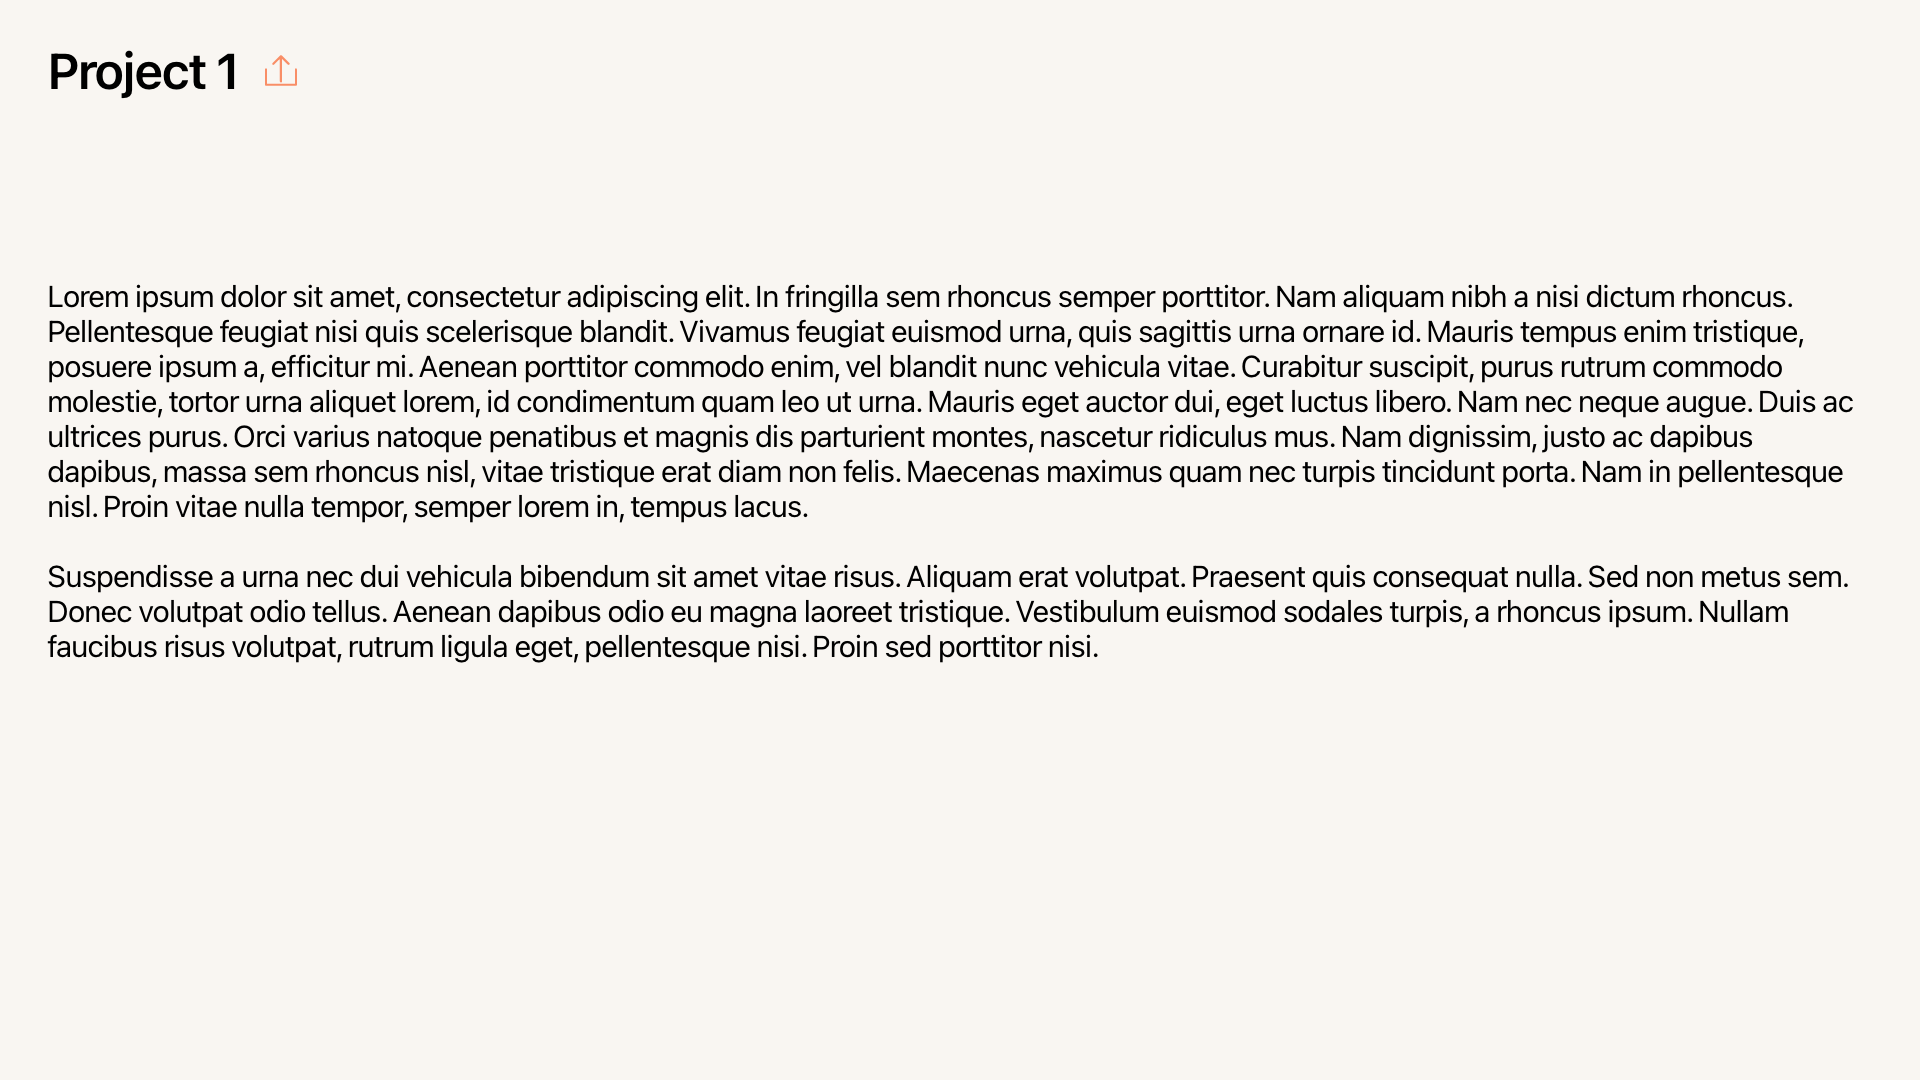 Project 1
Lorem ipsum dolor sit amet, consectetur adipiscing elit. In fringilla sem rhoncus semper porttitor. Nam aliquam nibh a nisi dictum rhoncus.
Pellentesque feugiat nisi quis scelerisque blandit. Vivamus feugiat euismod urna, quis sagittis urna ornare id. Mauris tempus enim tristique,
posuere ipsum a, efficitur mi. Aenean porttitor commodo enim, vel blandit nunc vehicula vitae. Curabitur suscipit, purus rutrum commodo
molestie, tortor urna aliquet lorem, id condimentum quam leo ut urna. Mauris eget auctor dui, eget luctus libero. Nam nec neque augue. Duis ac
ultrices purus. Orci varius natoque penatibus et magnis dis parturient montes, nascetur ridiculus mus. Nam dignissim, justo ac dapibus
dapibus, massa sem rhoncus nisl, vitae tristique erat diam non felis. Maecenas maximus quam nec turpis tincidunt porta. Nam in pellentesque
nisl. Proin vitae nulla tempor, semper lorem in, tempus lacus.
Suspendisse a urna nec dui vehicula bibendum sit amet vitae risus. Aliquam erat volutpat. Praesent quis consequat nulla. Sed non metus sem.
Donec volutpat odio tellus. Aenean dapibus odio eu magna laoreet tristique. Vestibulum euismod sodales turpis, a rhoncus ipsum. Nullam
faucibus risus volutpat, rutrum ligula eget, pellentesque nisi. Proin sed porttitor nisi.